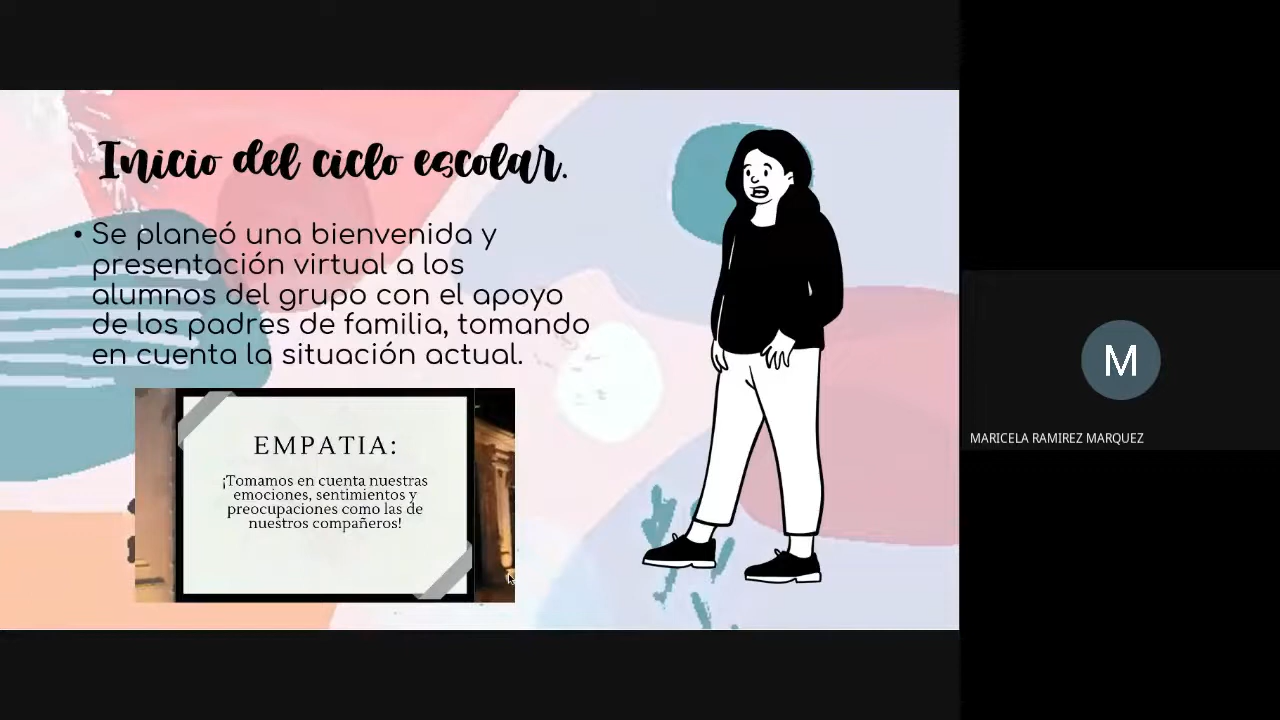 Inicio del ciclo escolar.
• Se planeó una bienvenida y
presentación virtual a los
alumnos del grupo con el apoyo
de los padres de familia, tomando
en cuenta la situación actual.
EMPATIA:
¡Tomamos en cuenta nuestras
emociones, sentimientos y
preocupaciones como las de
nuestros compañeros!
M
MARICELA RAMIREZ MARQUEZ